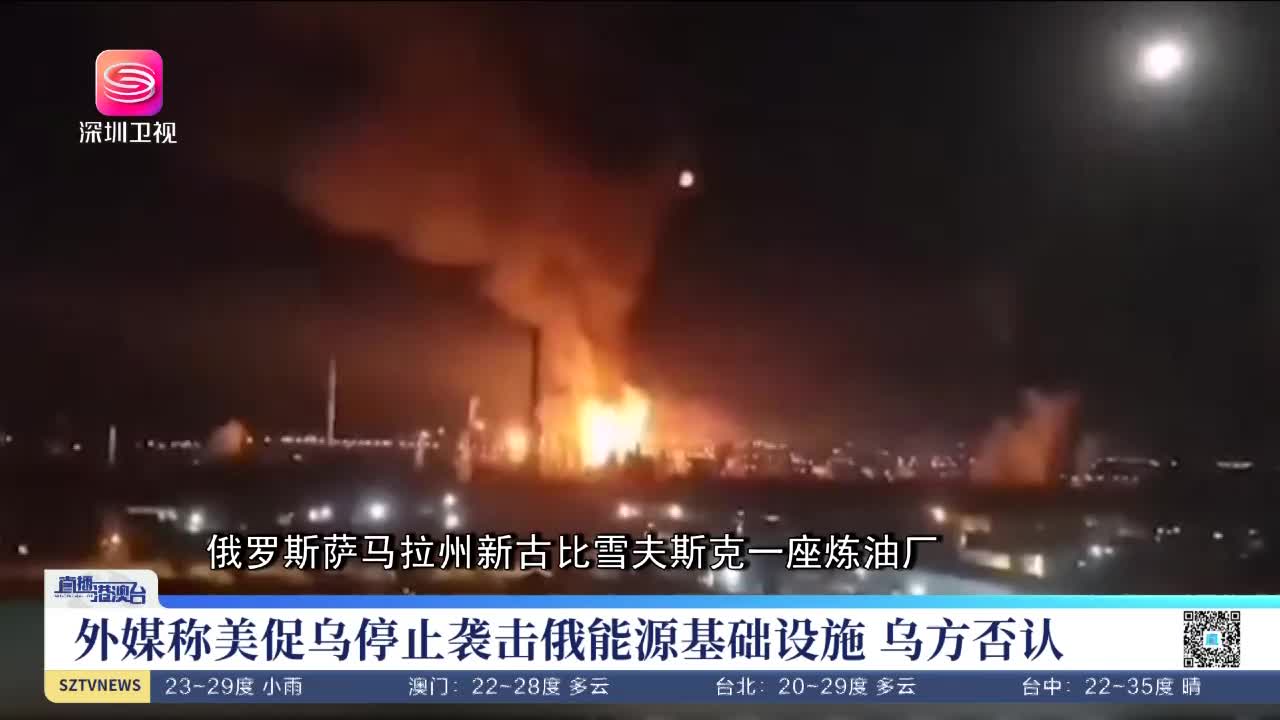 深圳卫视
俄罗斯萨马拉州新古比雪夫斯克一座炼油厂
直播港澳台
外媒称美促乌停止袭击俄能源基础设施 乌方否认
SZTVNEWS
23~29度 小雨 澳门：22~28度 多云 台北：20~29度 多云 台中：22~35度 晴